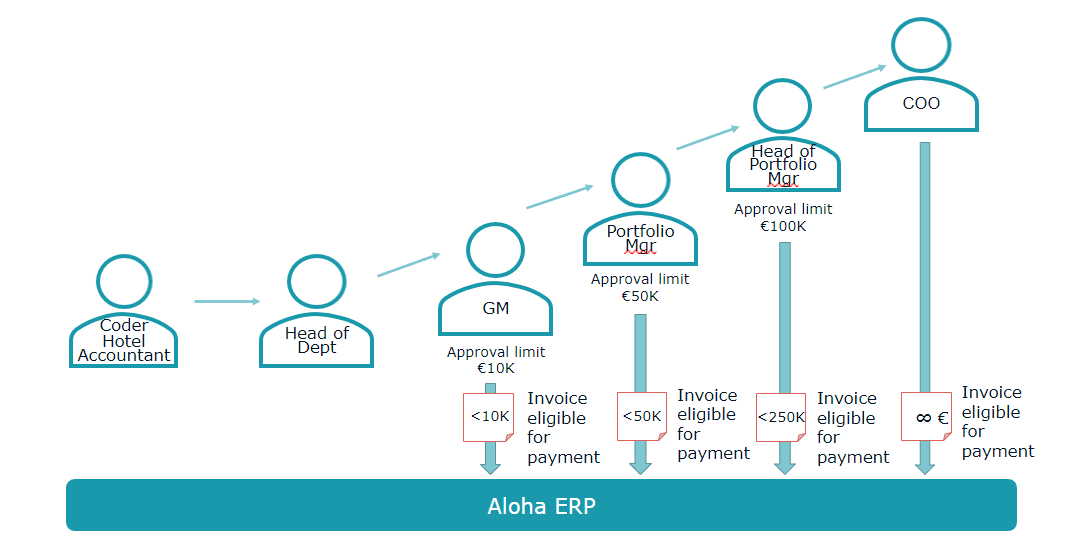 COO
Head of
Portfolio
Mgr
Approval limit
€100K
Portfolio
Mgr
Approval limit
€50K
GM
Approval limit
€10K
Coder
Hotel
Accountant
Head of
Dept
<10K
Invoice
eligible
for
payment
<50K
Invoice
eligible
for
payment
<250K
Invoice
eligible
for
payment
∞ €
Invoice
eligible
for
payment
Aloha ERP